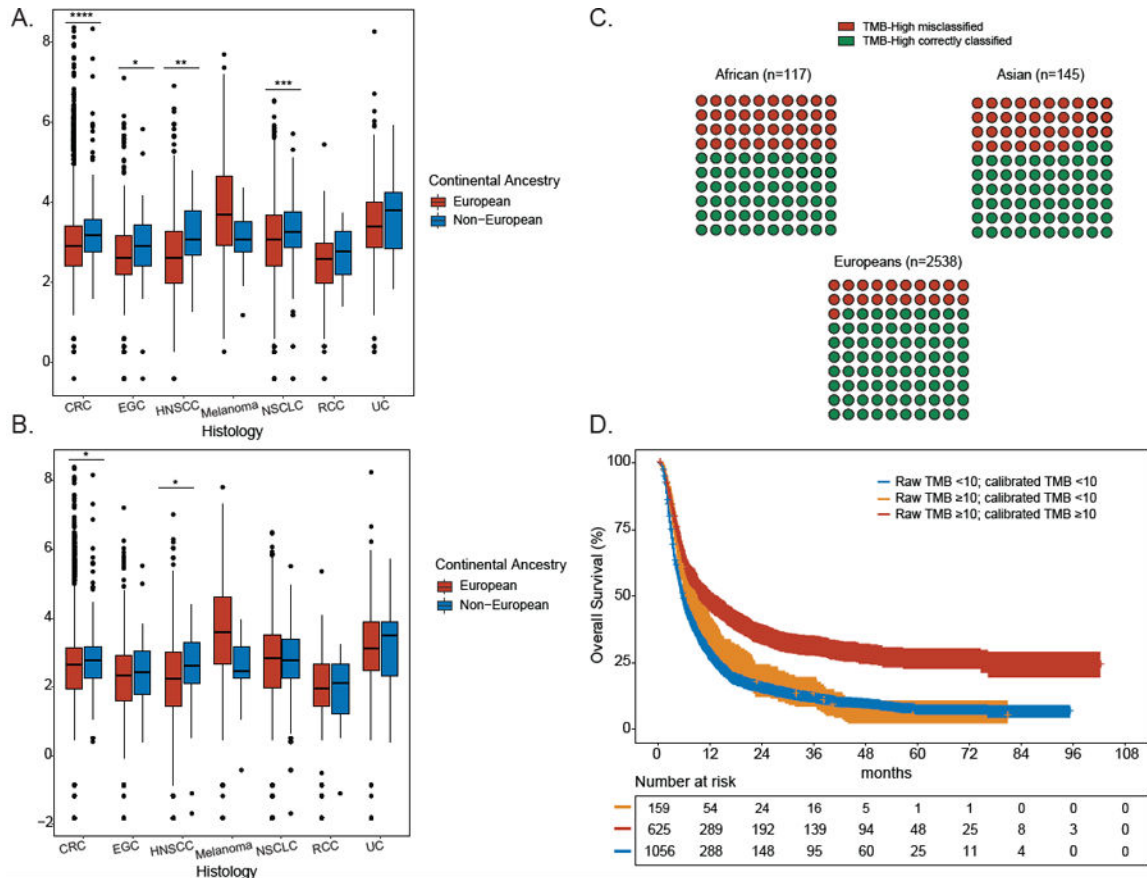 A.
****
*
**
***
8
6
4
2
0
CRC
EGC
HNSCC
Melanoma
NSCLC
RCC
UC
Histology
Continental Ancestry
European
Non-European
B.
*
*
8
6
4
2
0
−2
CRC
EGC
HNSCC
Melanoma
NSCLC
RCC
UC
Histology
Continental Ancestry
European
Non-European
C.
TMB-High misclassified
TMB-High correctly classified
African (n=117)
Asian (n=145)
Europeans (n=2538)
D.
Overall Survival (%)
100
75
50
25
0
Raw TMB <10; calibrated TMB <10
Raw TMB ≥10; calibrated TMB <10
Raw TMB ≥10; calibrated TMB ≥10
0 12 24 36 48 60 72 84 96 108
months
Number at risk
159 54 24 16 5 1 1 0 0 0
625 289 192 139 94 48 25 8 3 0
1056 288 148 95 60 25 11 4 0 0